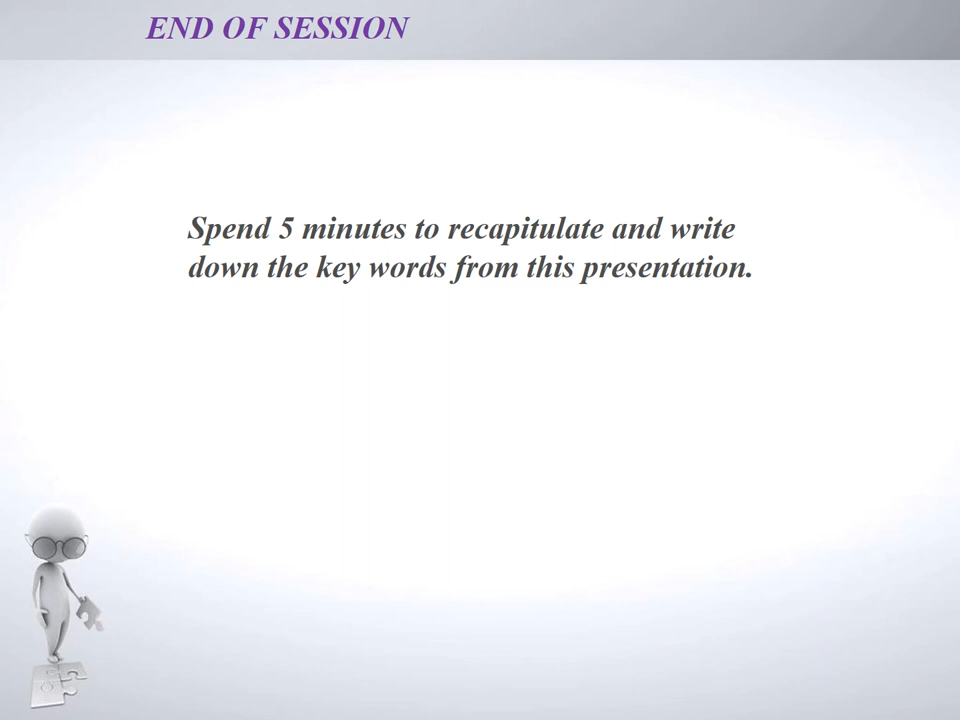 END OF SESSION
Spend 5 minutes to recapitulate and write
down the key words from this presentation.